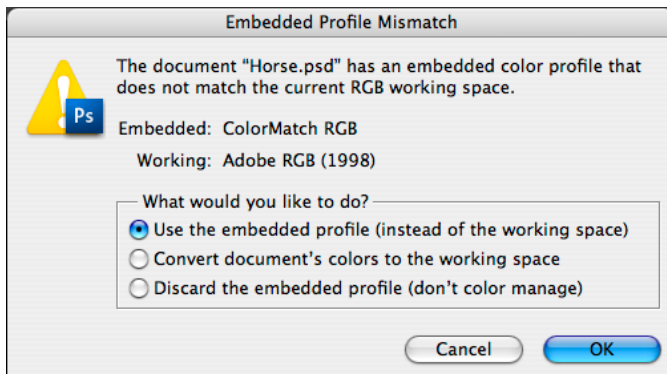 Embedded Profile Mismatch
The document “Horse.psd” has an embedded color profile that
does not match the current RGB working space.
Ps
Embedded: ColorMatch RGB
Working: Adobe RGB (1998)
What would you like to do?
Use the embedded profile (instead of the working space)
Convert document’s colors to the working space
Discard the embedded profile (don’t color manage)
Cancel OK